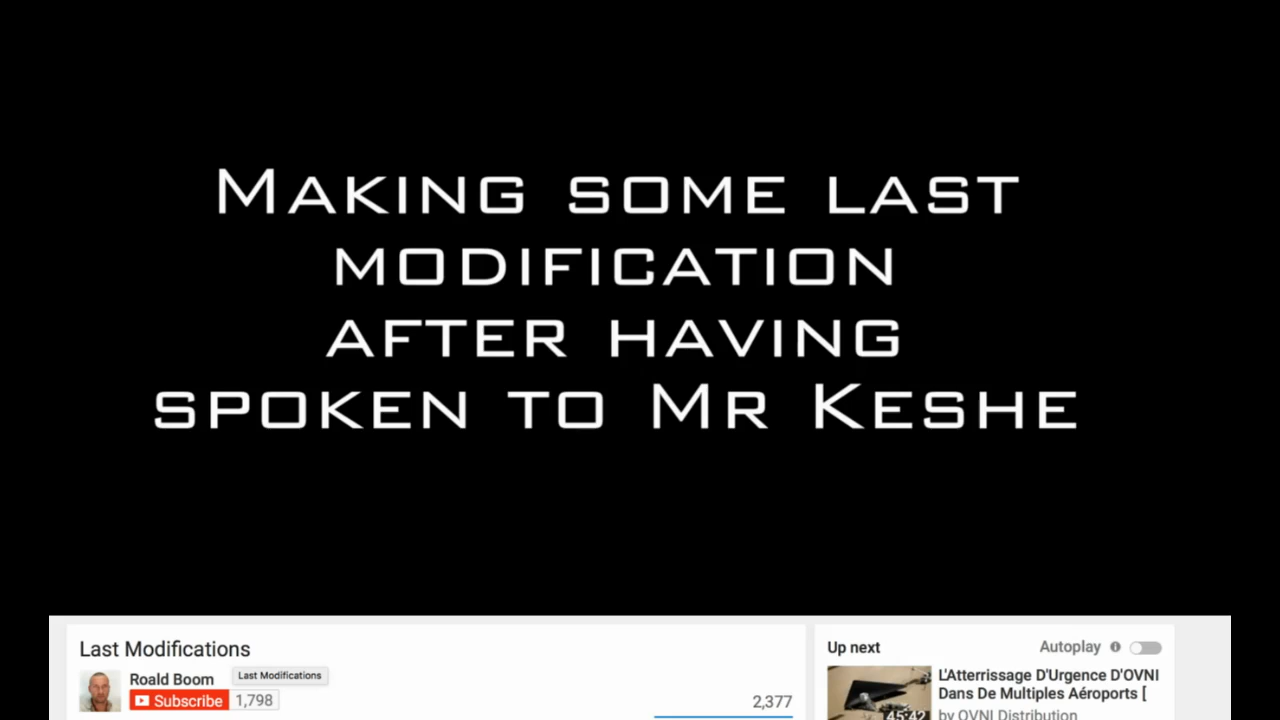 Making some last
modification
after having
spoken to Mr Keshe
Last Modifications
Roald Boom
Last Modifications
Subscribe 1,798
2,377
Up next
Autoplay
L'Atterrissage D'Urgence D'OVNI
Dans De Multiples Aéroports [
by OVNI Distribution
45:42